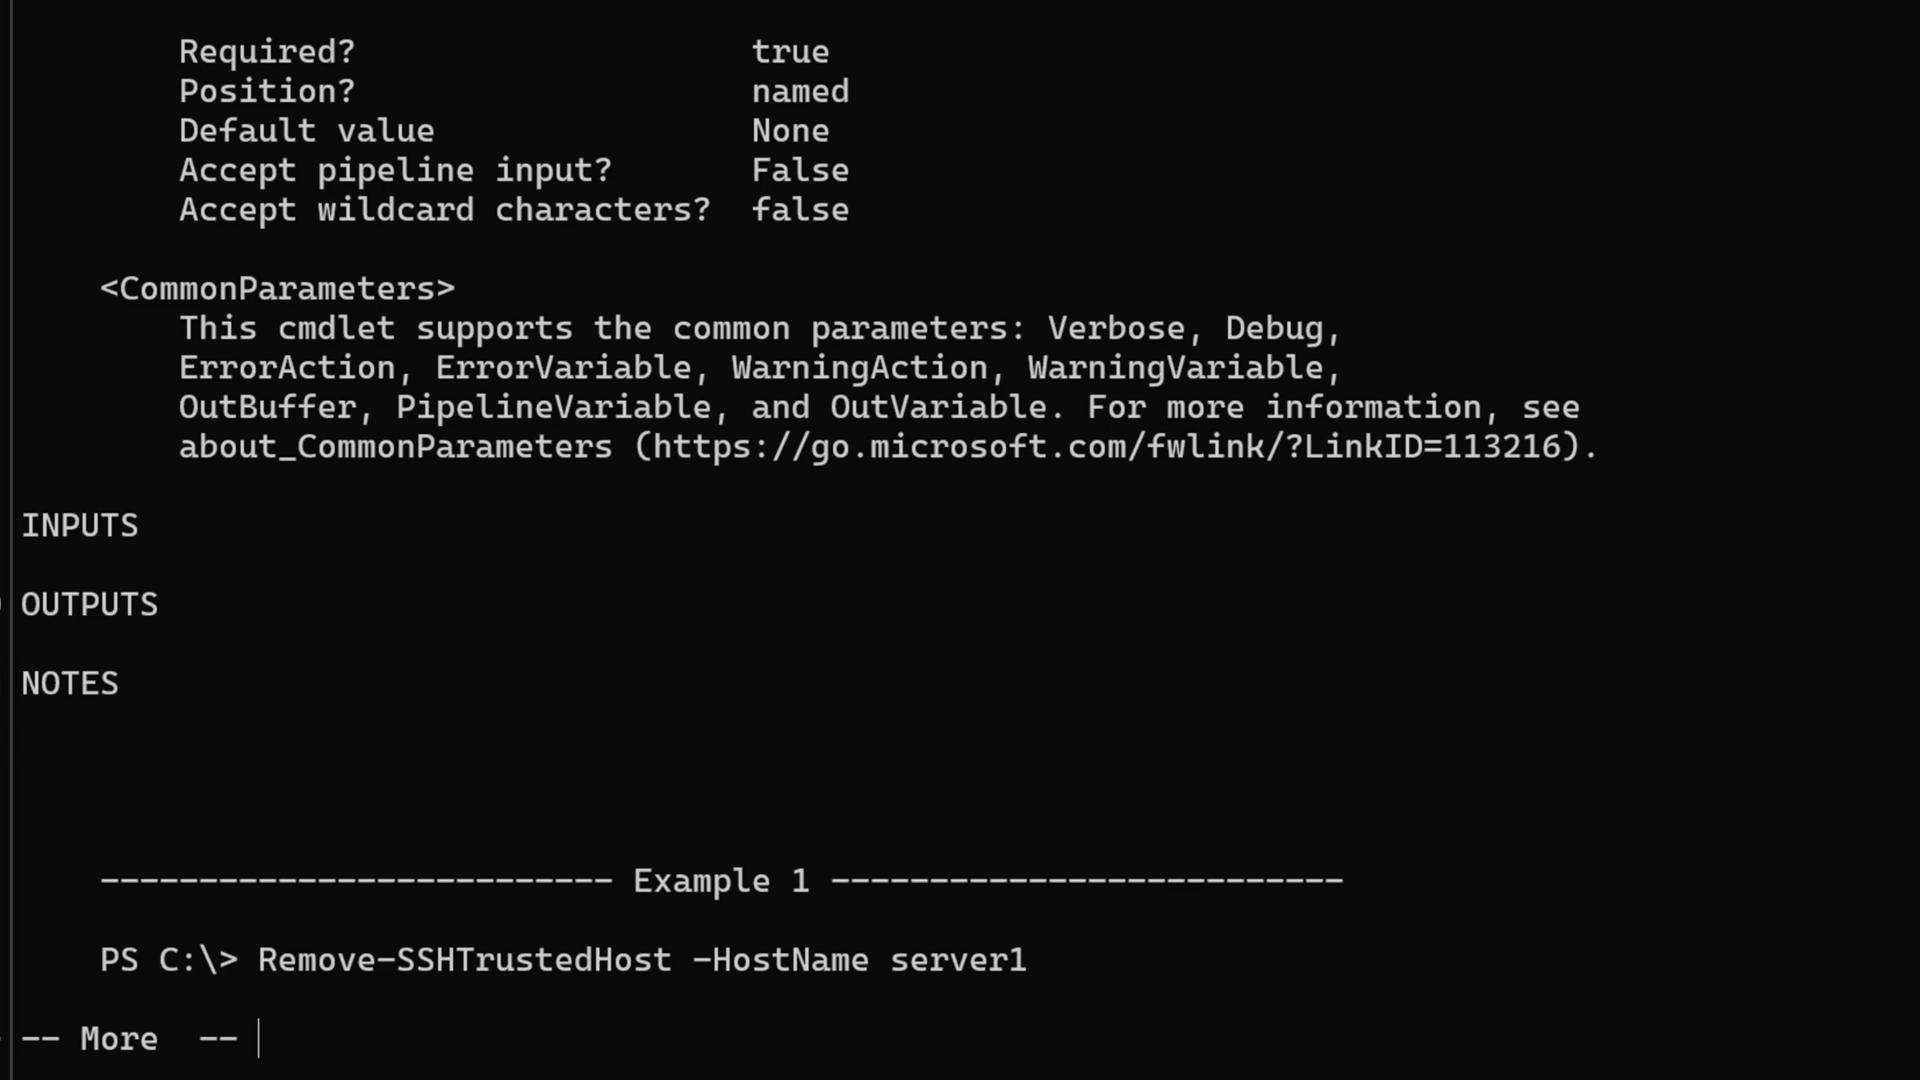 Required?                    true
Position?                    named
Default value                None
Accept pipeline input?       False
Accept wildcard characters?  false
<CommonParameters>
This cmdlet supports the common parameters: Verbose, Debug,
ErrorAction, ErrorVariable, WarningAction, WarningVariable,
OutBuffer, PipelineVariable, and OutVariable. For more information, see
about_CommonParameters (https://go.microsoft.com/fwlink/?LinkID=113216).
INPUTS
OUTPUTS
NOTES
-------------------------- Example 1 --------------------------
PS C:\> Remove-SSHTrustedHost -HostName server1
-- More  --